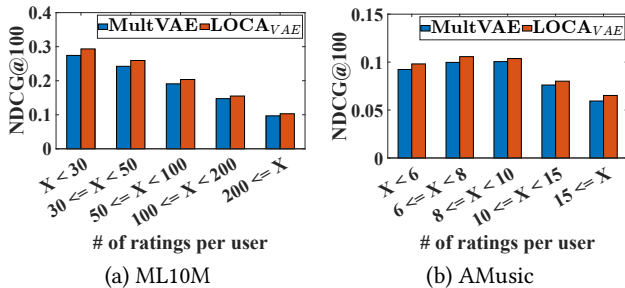 MultVAE LOCA_VAE
NDCG@100
0.4
0.3
0.2
0.1
0
X < 30
30 <= X < 50
50 <= X < 100
100 <= X < 200
200 <= X
# of ratings per user
(a) ML10M
MultVAE LOCA_VAE
NDCG@100
0.15
0.1
0.05
0
X < 6
6 <= X < 8
8 <= X < 10
10 <= X < 15
15 <= X
# of ratings per user
(b) AMusic